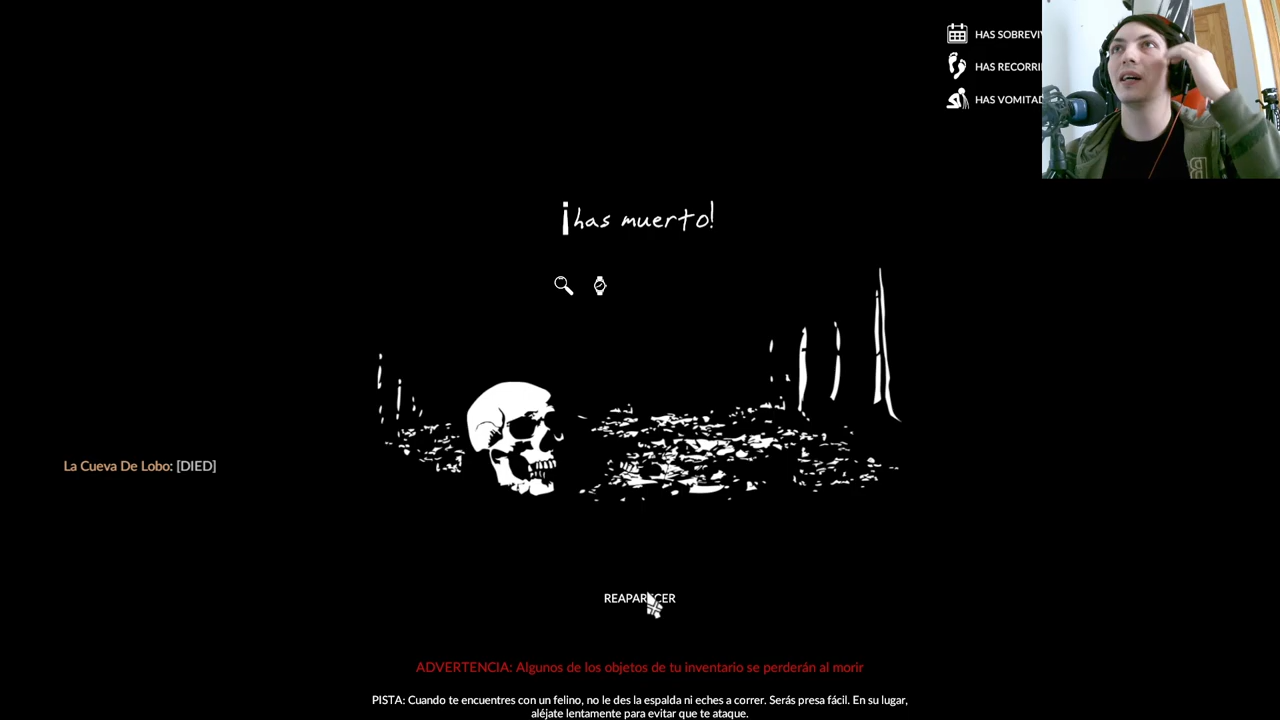 HAS SOBREVIV
HAS RECORRI
HAS VOMITAD
¡has muerto!
La Cueva De Lobo: [DIED]
REAPARECER
ADVERTENCIA: Algunos de los objetos de tu inventario se perderán al morir
PISTA: Cuando te encuentres con un felino, no le des la espalda ni eches a correr. Serás presa fácil. En su lugar,
aléjate lentamente para evitar que te ataque.